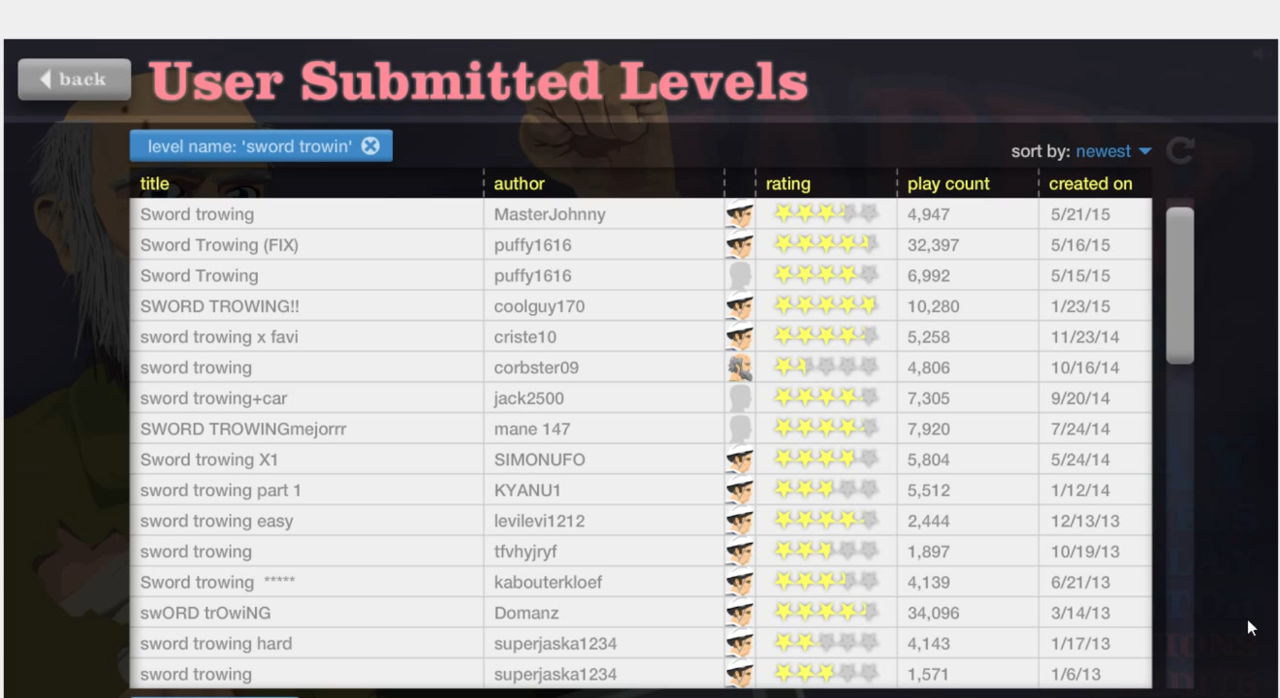 back User Submitted Levels
level name: 'sword trowin'
sort by: newest
title author rating play count created on
Sword trowing MasterJohnny 4,947 5/21/15
Sword Trowing (FIX) puffy1616 32,397 5/16/15
Sword Trowing puffy1616 6,992 5/15/15
SWORD TROWING!! coolguy170 10,280 1/23/15
sword trowing x favi criste10 5,258 11/23/14
sword trowing corbster09 4,806 10/16/14
sword trowing+car jack2500 7,305 9/20/14
SWORD TROWINGmejorrr mane 147 7,920 7/24/14
Sword trowing X1 SIMONUFO 5,804 5/24/14
sword trowing part 1 KYANU1 5,512 1/12/14
sword trowing easy levilevi1212 2,444 12/13/13
sword trowing tfvhyjryf 1,897 10/19/13
Sword trowing ***** kabouterkloef 4,139 6/21/13
swORD trOwiNG Domanz 34,096 3/14/13
sword trowing hard superjaska1234 4,143 1/17/13
sword trowing superjaska1234 1,571 1/6/13